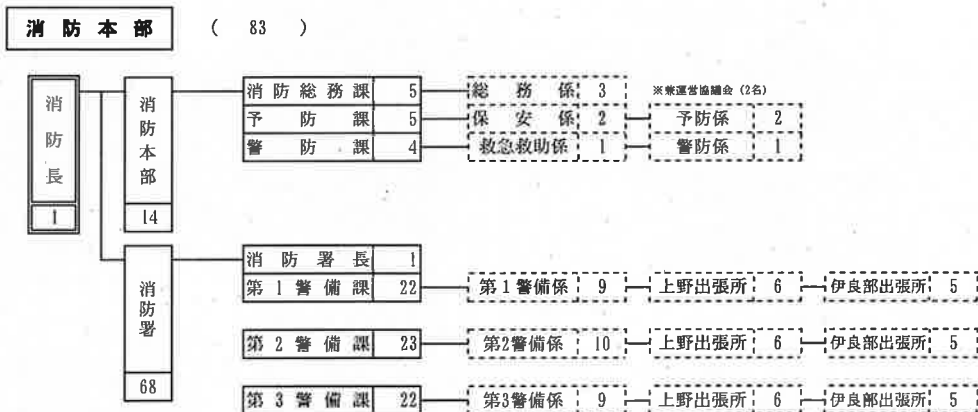 消防本部 ( 83 )
消防長 1
消防本部 14
消防総務課 5 総務係 3 ※兼運営協議会 (2名)
予防課 5 保安係 2 予防係 2
警防課 4 救急救助係 1 警防係 1
消防署 68
消防署長 1
第1警備課 22 第1警備係 9 上野出張所 6 伊良部出張所 5
第2警備課 23 第2警備係 10 上野出張所 6 伊良部出張所 5
第3警備課 22 第3警備係 9 上野出張所 6 伊良部出張所 5